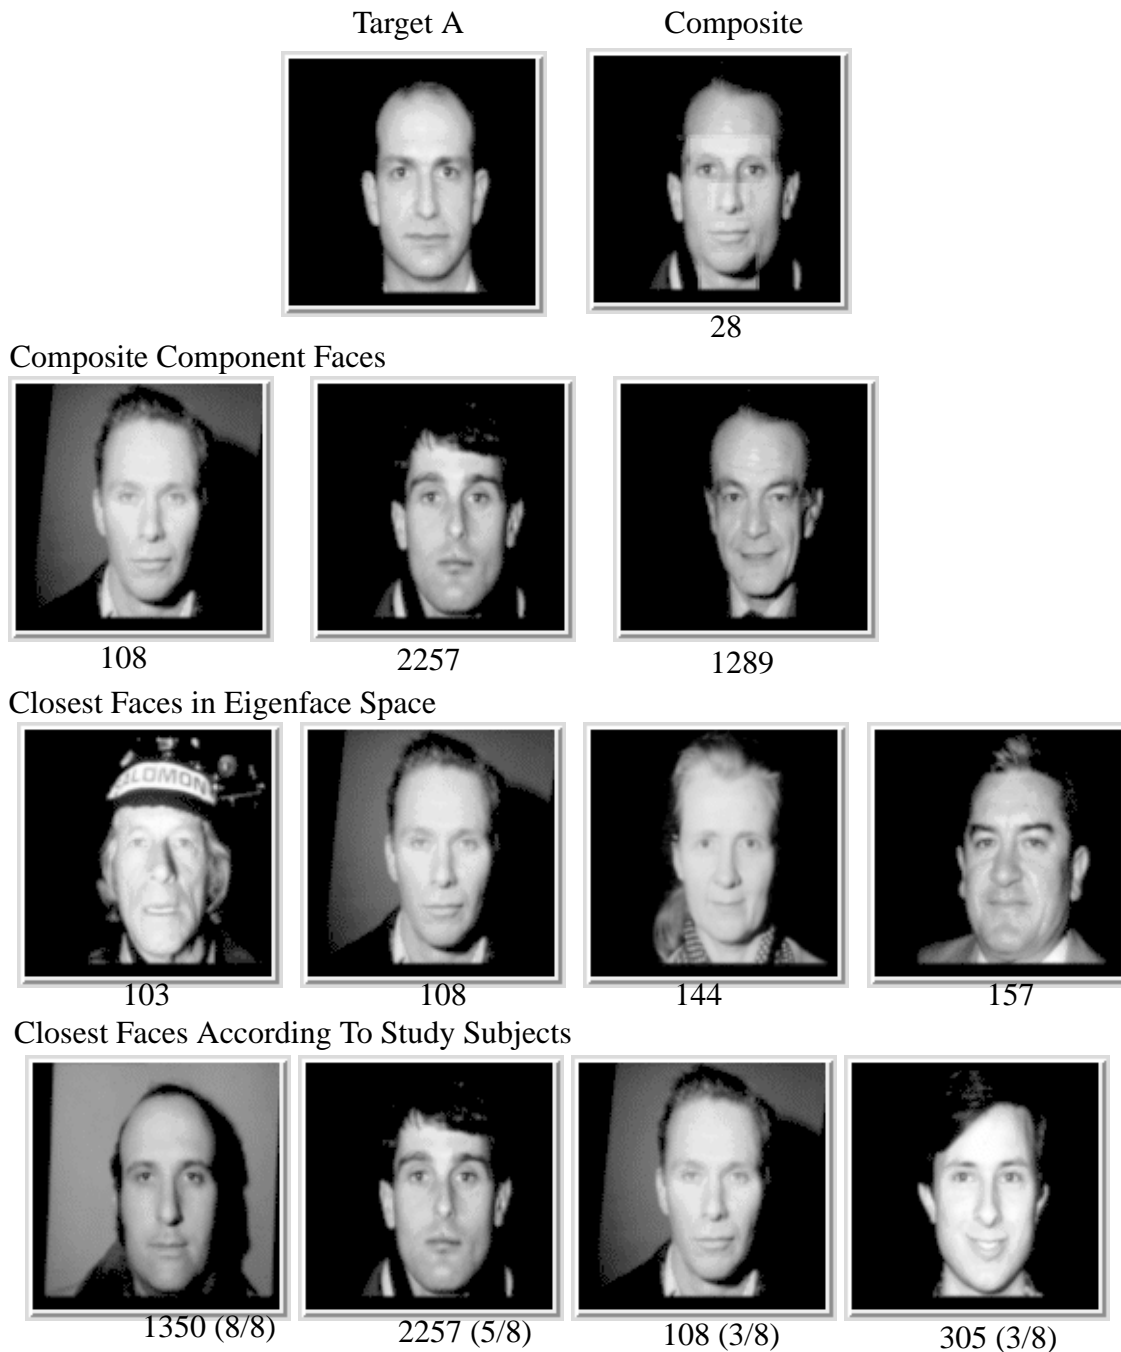 Target A Composite
28
Composite Component Faces
108 2257 1289
Closest Faces in Eigenface Space
SALOMON
103 108 144 157
Closest Faces According To Study Subjects
1350 (8/8) 2257 (5/8) 108 (3/8) 305 (3/8)